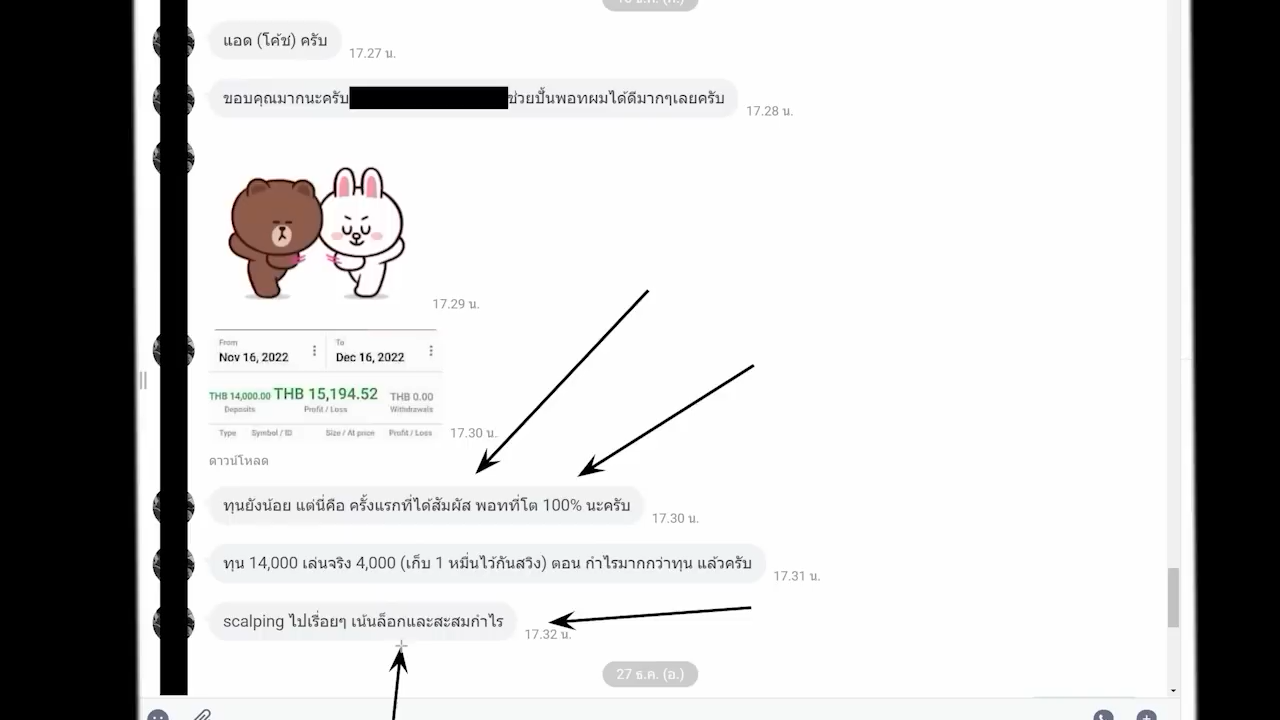 แอด (โค้ช) ครับ
17.27 น.
ขอบคุณมากนะครับ ช่วยปั้นพอทผมได้ดีมากๆเลยครับ
17.28 น.
17.29 น.
From To
Nov 16, 2022 Dec 16, 2022
THB 14,000.00 THB 15,194.52 THB 0.00
Deposits Profit / Loss Withdrawals
Type Symbol / ID Size / At price Profit / Loss
17.30 น.
ดาวน์โหลด
ทุนยังน้อย แต่นี่คือ ครั้งแรกที่ได้สัมผัส พอทที่โต 100% นะครับ
17.30 น.
ทุน 14,000 เล่นจริง 4,000 (เก็บ 1 หมื่นไว้กันสวิง) ตอน กำไรมากกว่าทุน แล้วครับ
17.31 น.
scalping ไปเรื่อยๆ เน้นล็อกและสะสมกำไร
17.32 น.
27 ธ.ค. (อ.)